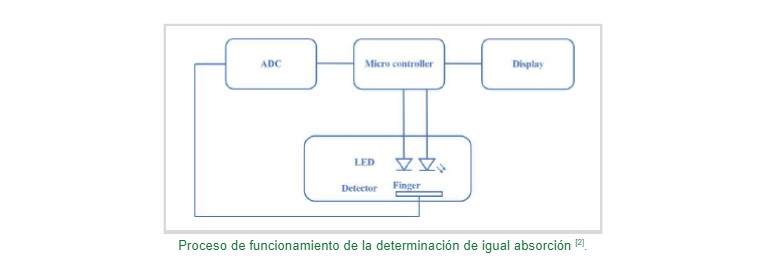 ADC
Micro controller
Display
LED
Detector
Finger
Proceso de funcionamiento de la determinación de igual absorción [2].